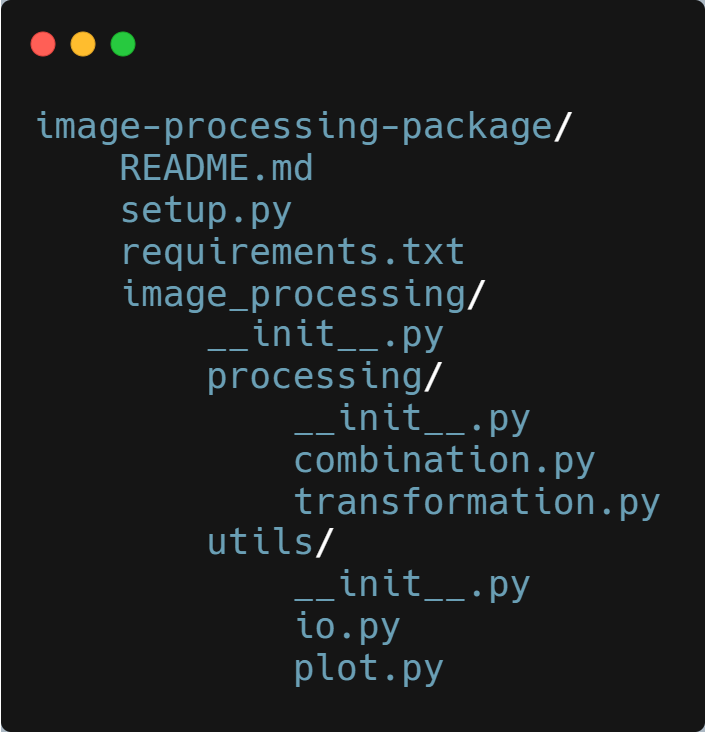 image-processing-package/
    README.md
    setup.py
    requirements.txt
    image_processing/
        __init__.py
        processing/
            __init__.py
            combination.py
            transformation.py
        utils/
            __init__.py
            io.py
            plot.py